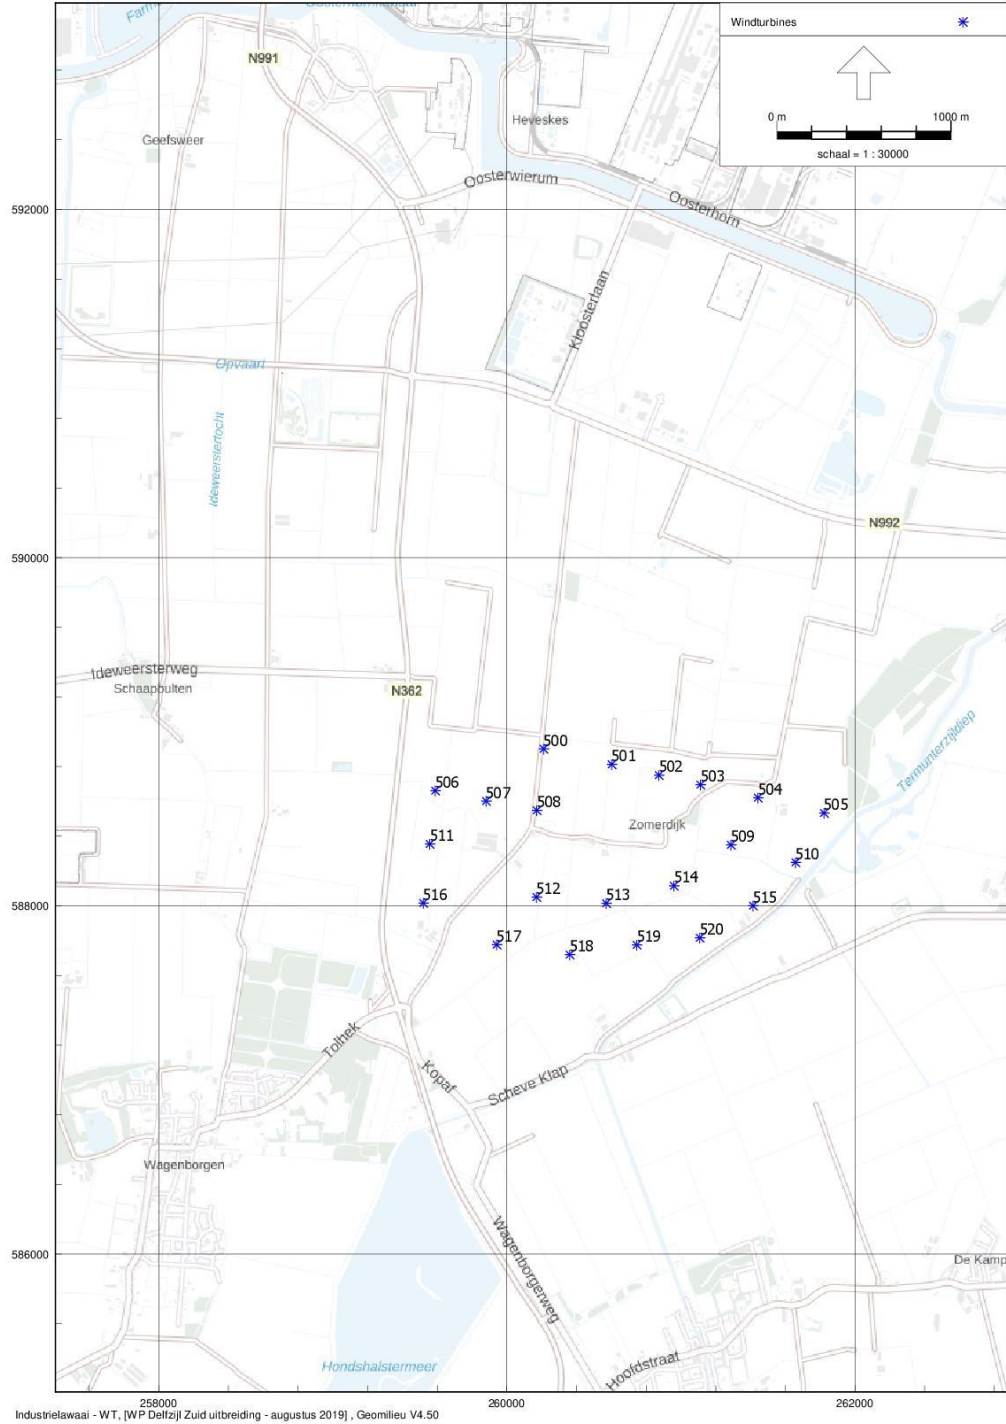 Farm
Oosterhornkanaal
Windturbines
N991
0 m
1000 m
schaal = 1 : 30000
Heveskes
Geefsweer
Oosterwierum
Oosterhorn
592000
Kloosterlaan
Opvaart
Ideweerstertocht
N992
590000
Ideweersterweg
Schaapbulten
N362
Termunterzijldiep
500
501
502
503
504
505
506
507
508
Zomerdijk
509
510
511
512
513
514
515
516
588000
517
518
519
520
Tolhek
Kopaf
Scheve Klap
Wagenborgen
Wagenborgerweg
586000
De Kamp
Hondshalstermeer
Hoofdstraat
258000
260000
262000
Industrielawaai - WT, [WP Delfzijl Zuid uitbreiding - augustus 2019] , Geomilieu V4.50